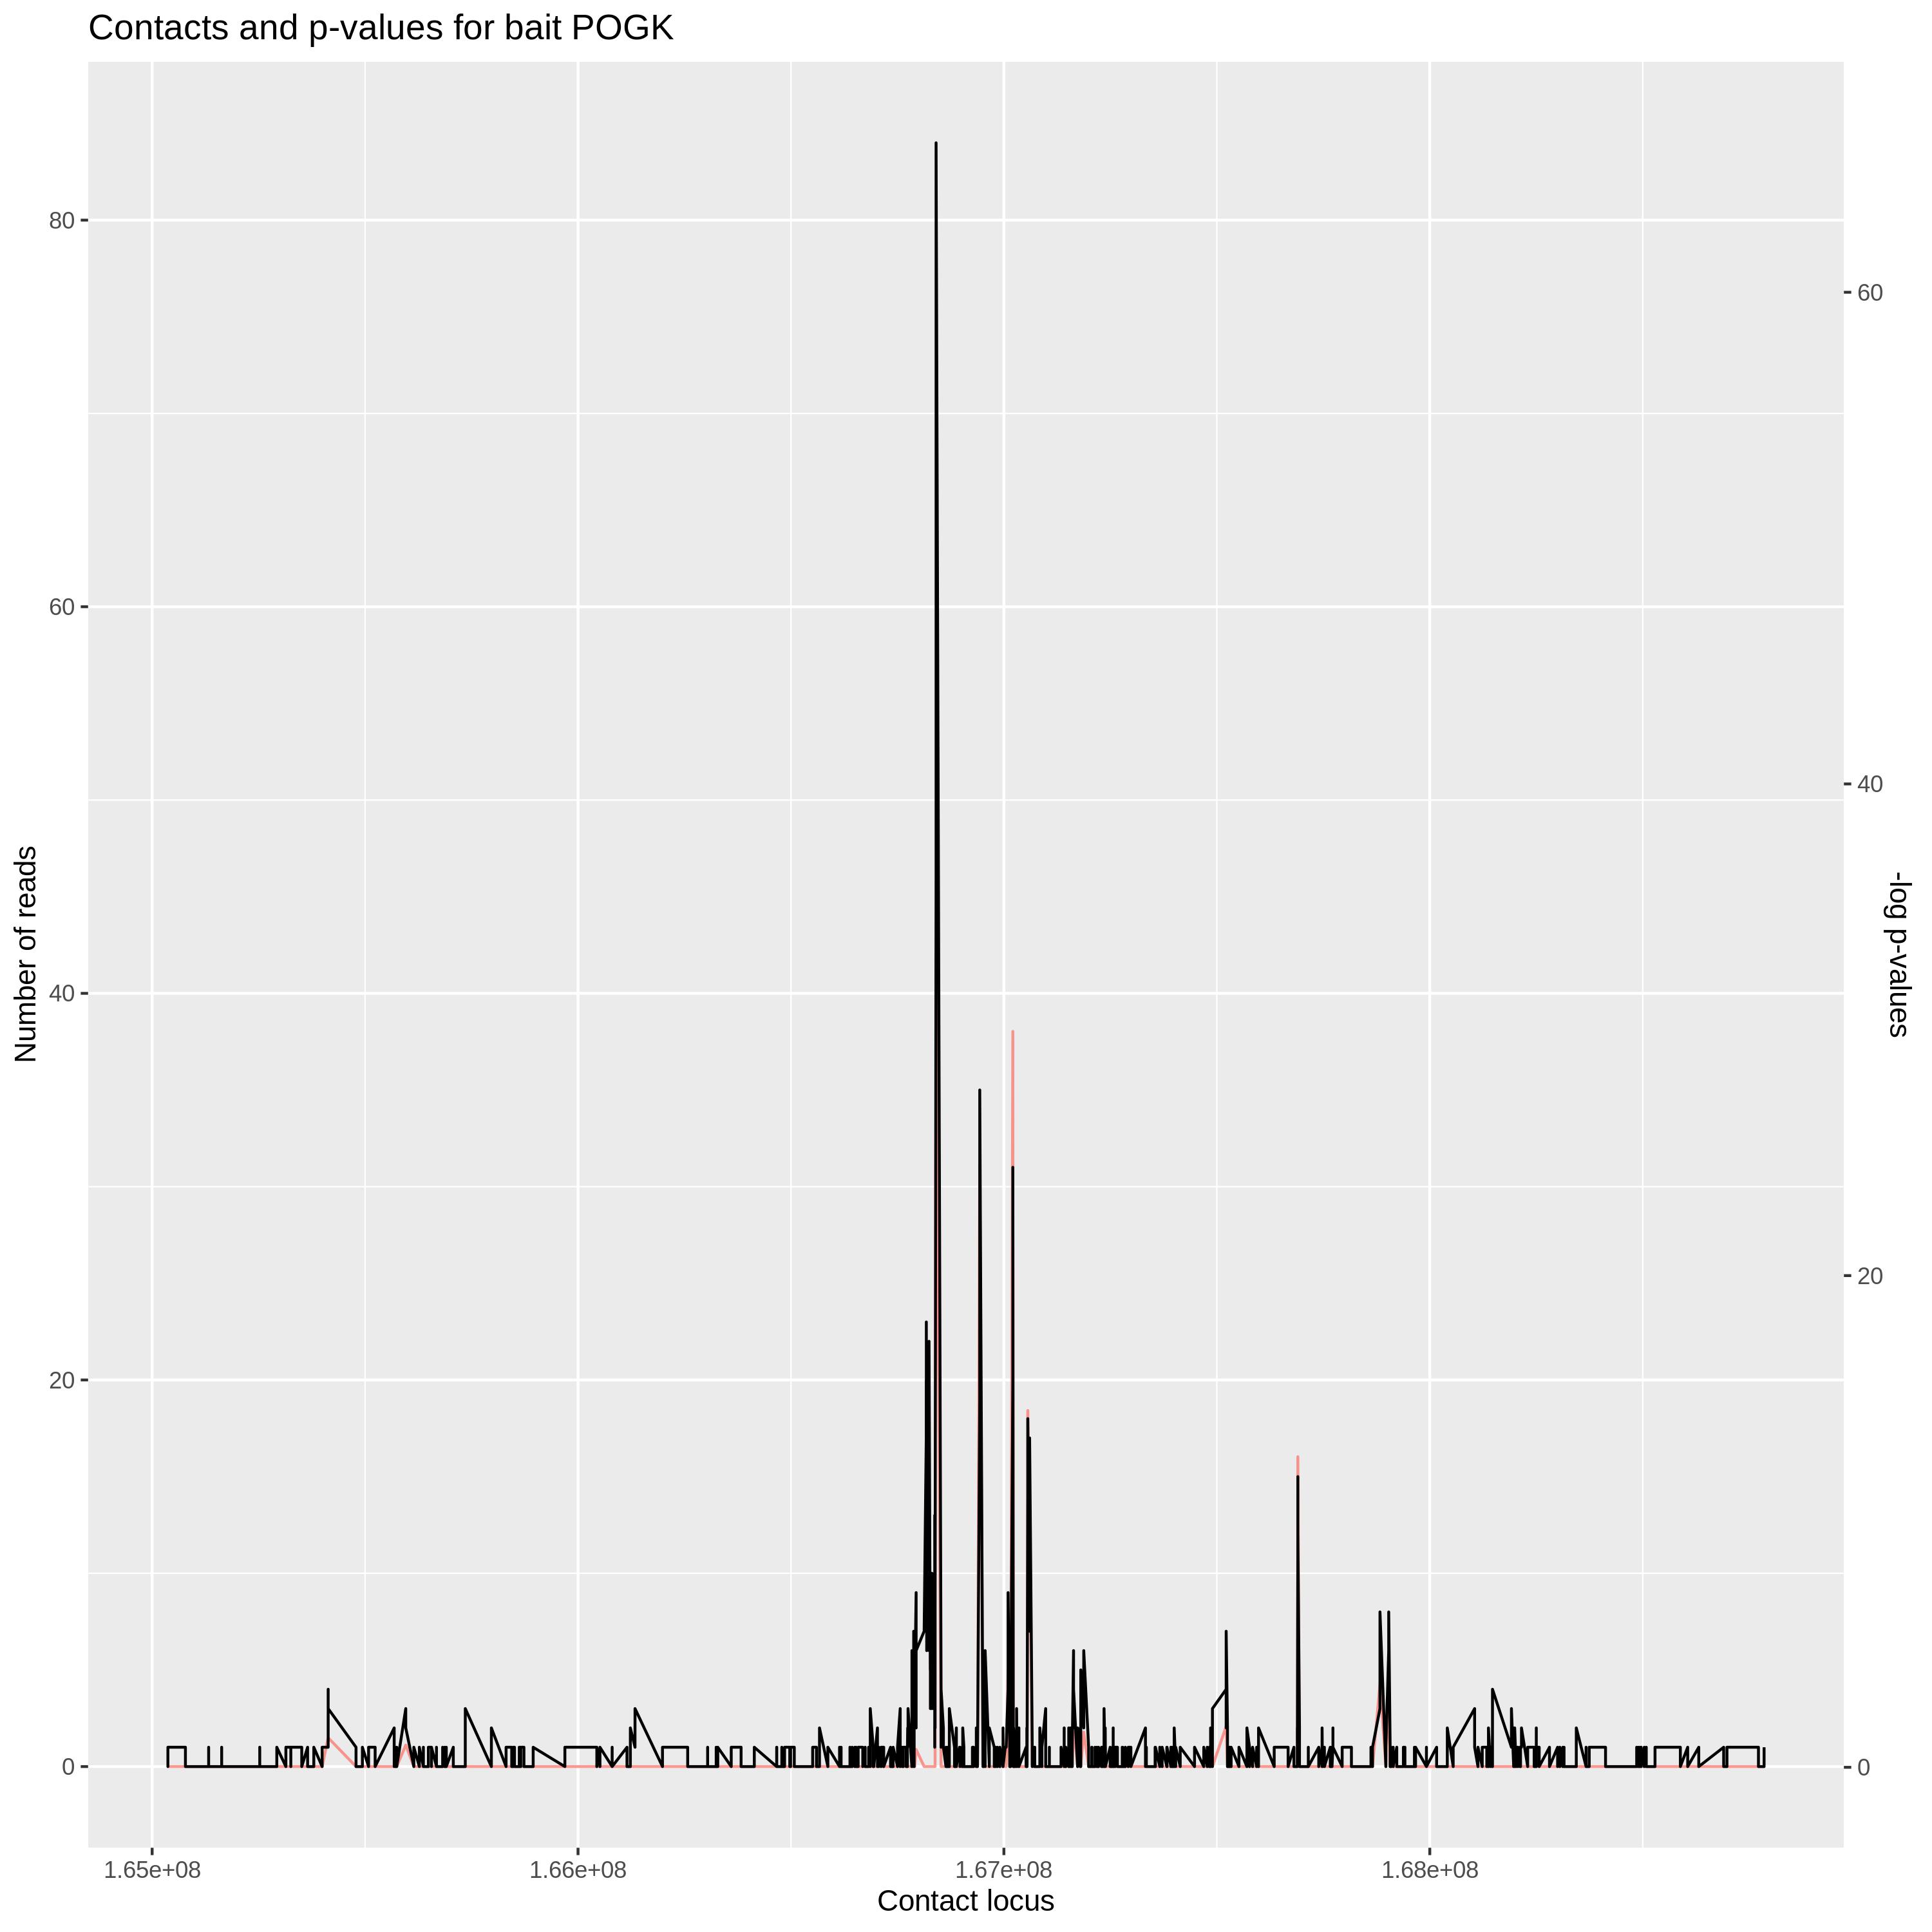 Contacts and p-values for bait POGK
80
60
40
20
0
Number of reads
60
40
20
0
-log p-values
1.65e+08
1.66e+08
1.67e+08
1.68e+08
Contact locus